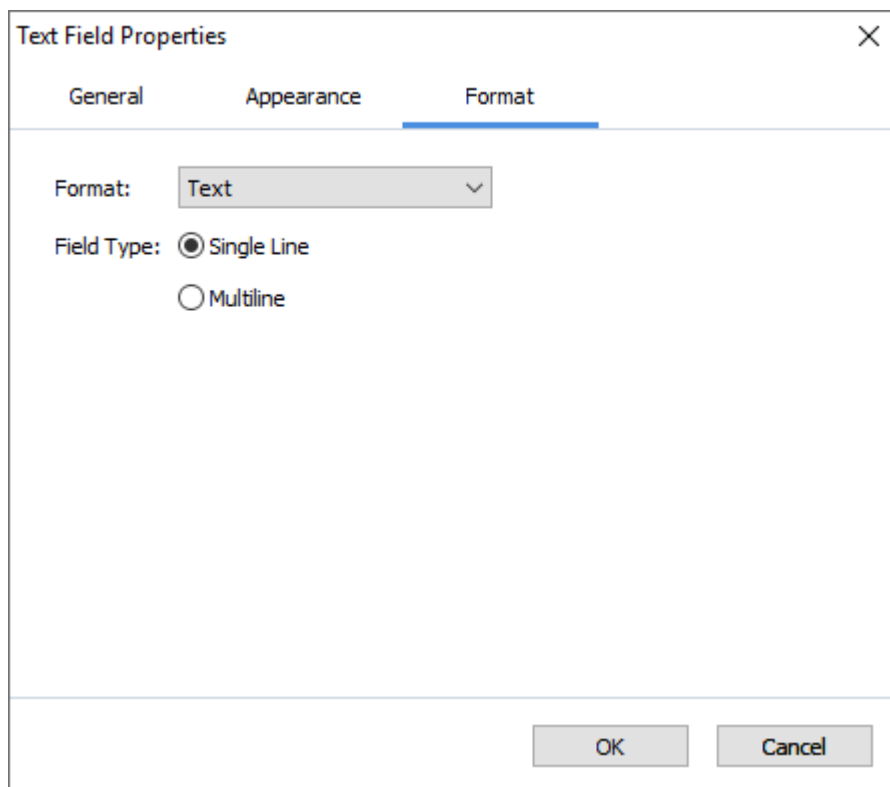 Text Field Properties
General Appearance Format
Format: Text
Field Type: Single Line
Multiline
OK Cancel